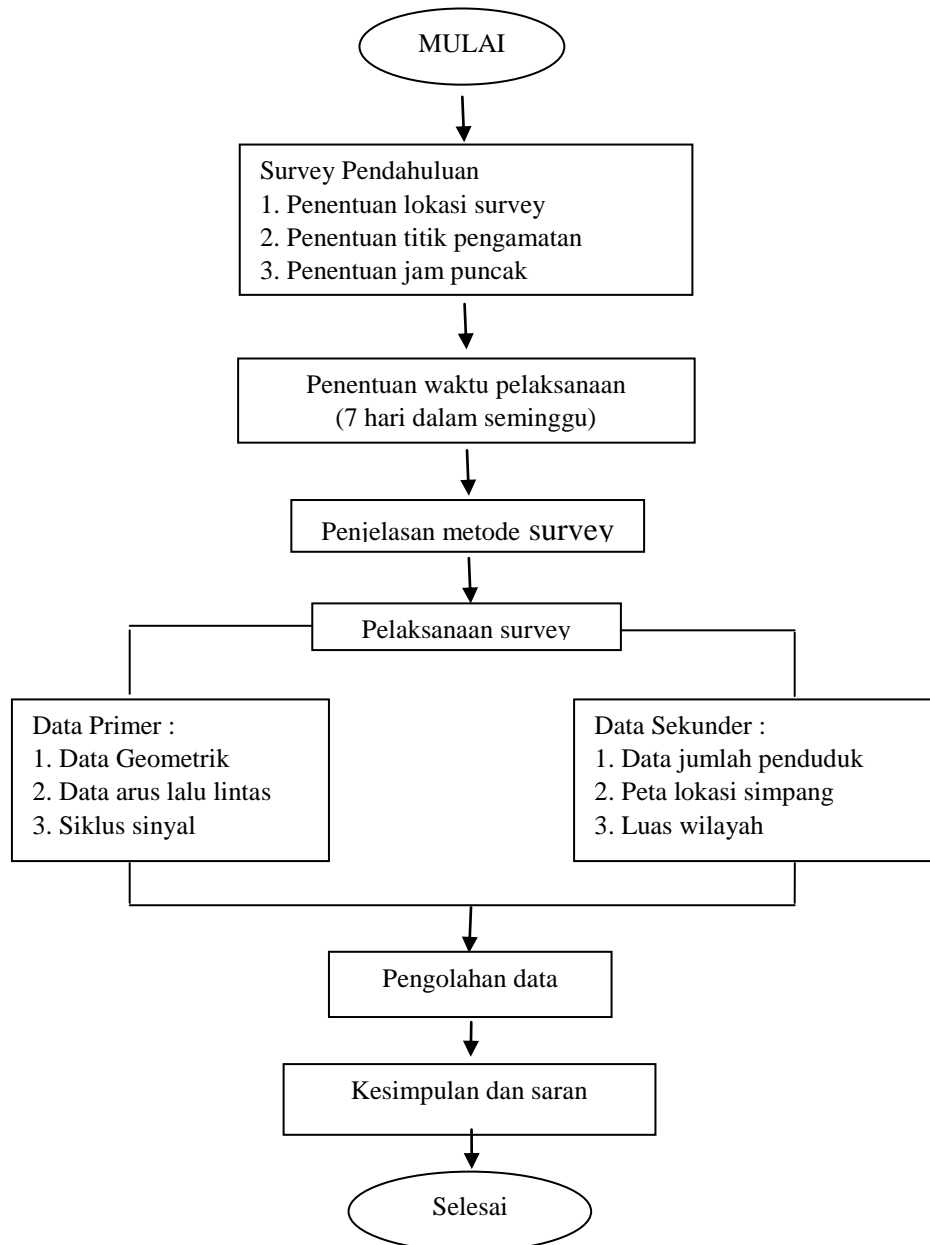 MULAI
Survey Pendahuluan
1. Penentuan lokasi survey
2. Penentuan titik pengamatan
3. Penentuan jam puncak
Penentuan waktu pelaksanaan
(7 hari dalam seminggu)
Penjelasan metode survey
Pelaksanaan survey
Data Primer :
1. Data Geometrik
2. Data arus lalu lintas
3. Siklus sinyal
Data Sekunder :
1. Data jumlah penduduk
2. Peta lokasi simpang
3. Luas wilayah
Pengolahan data
Kesimpulan dan saran
Selesai